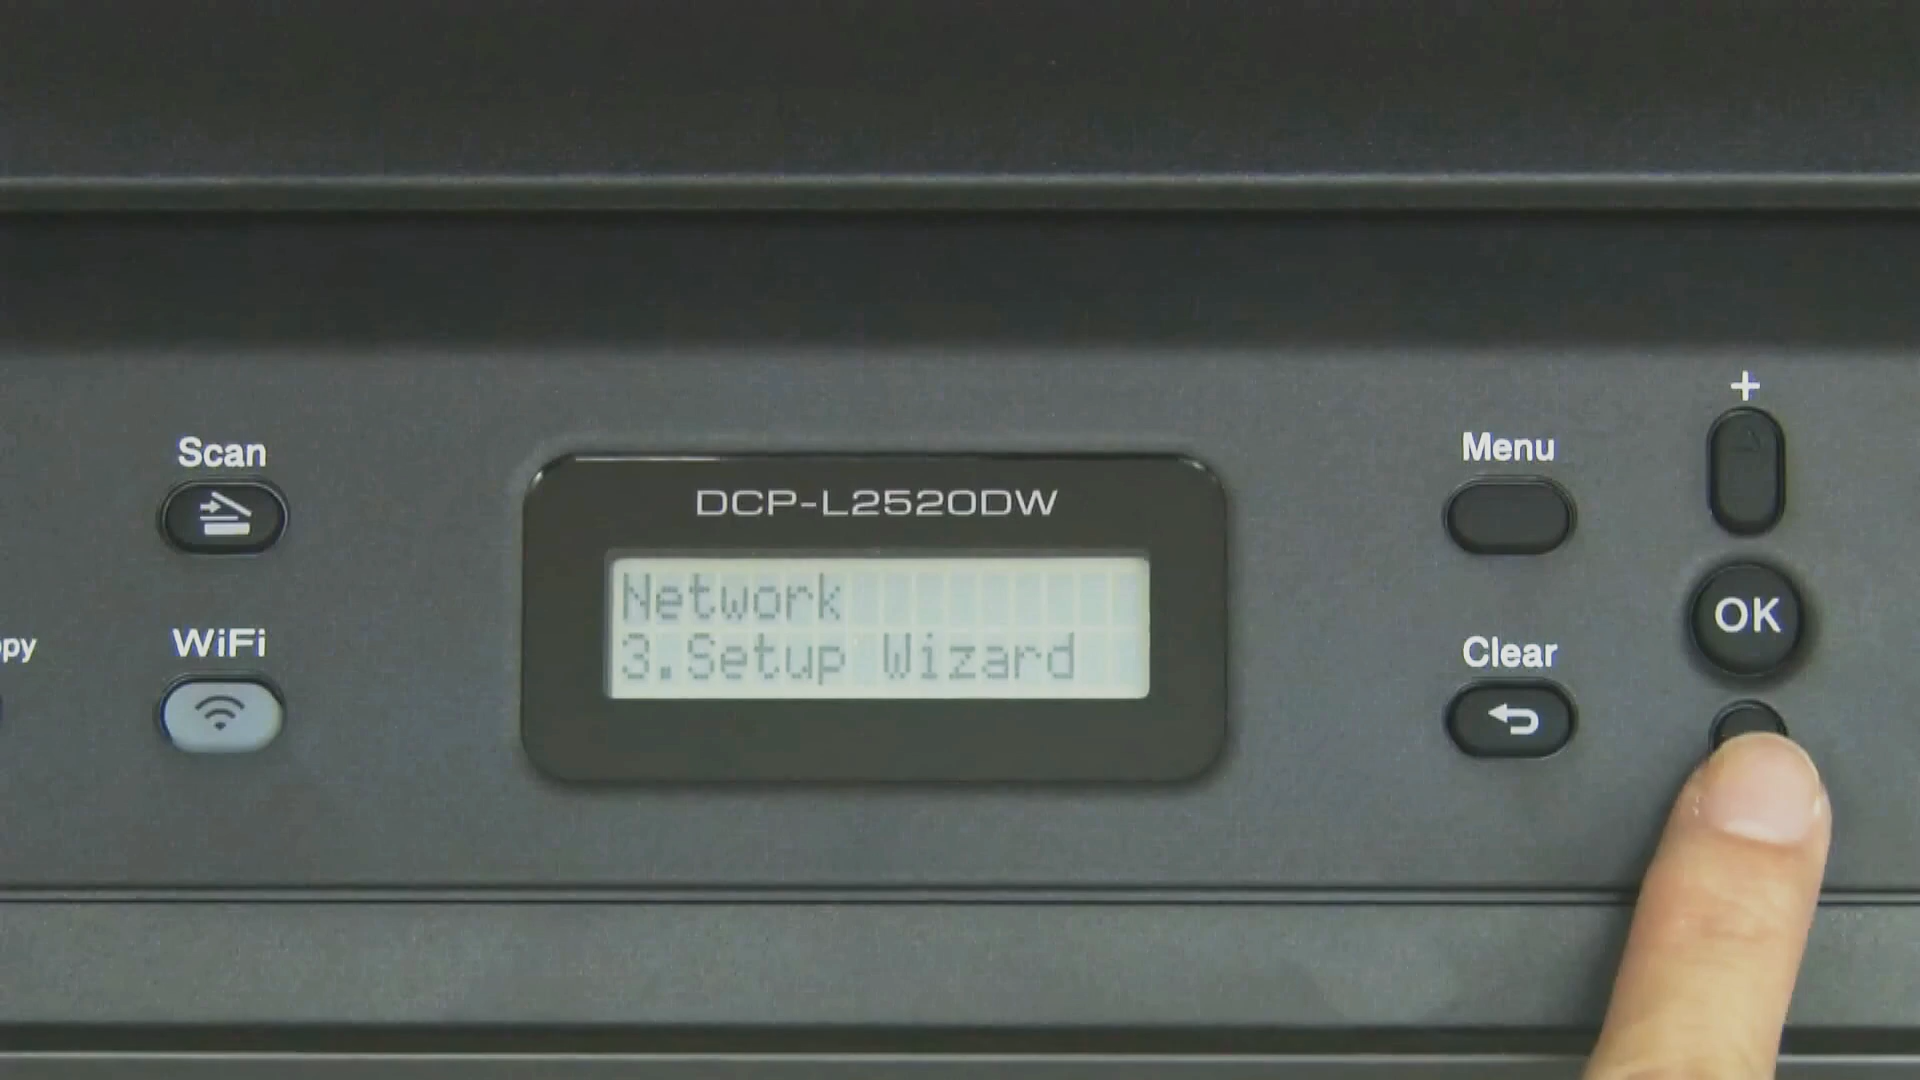 +
Scan
Menu
DCP-L2520DW
Network
OK
3.Setup Wizard
WiFi
Clear